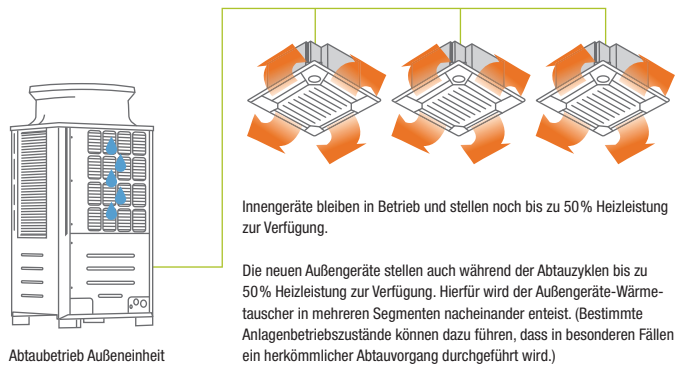 Innengeräte bleiben in Betrieb und stellen noch bis zu 50 % Heizleistung
zur Verfügung.
Die neuen Außengeräte stellen auch während der Abtauzyklen bis zu
50 % Heizleistung zur Verfügung. Hierfür wird der Außengeräte-Wärme-
tauscher in mehreren Segmenten nacheinander enteist. (Bestimmte
Anlagenbetriebszustände können dazu führen, dass in besonderen Fällen
ein herkömmlicher Abtauvorgang durchgeführt wird.)
Abtaubetrieb Außeneinheit